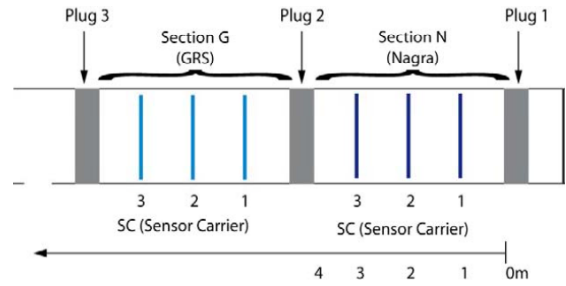 Plug 3
Plug 2
Plug 1
Section G
(GRS)
Section N
(Nagra)
3 2 1
3 2 1
SC (Sensor Carrier)
SC (Sensor Carrier)
4 3 2 1 0m